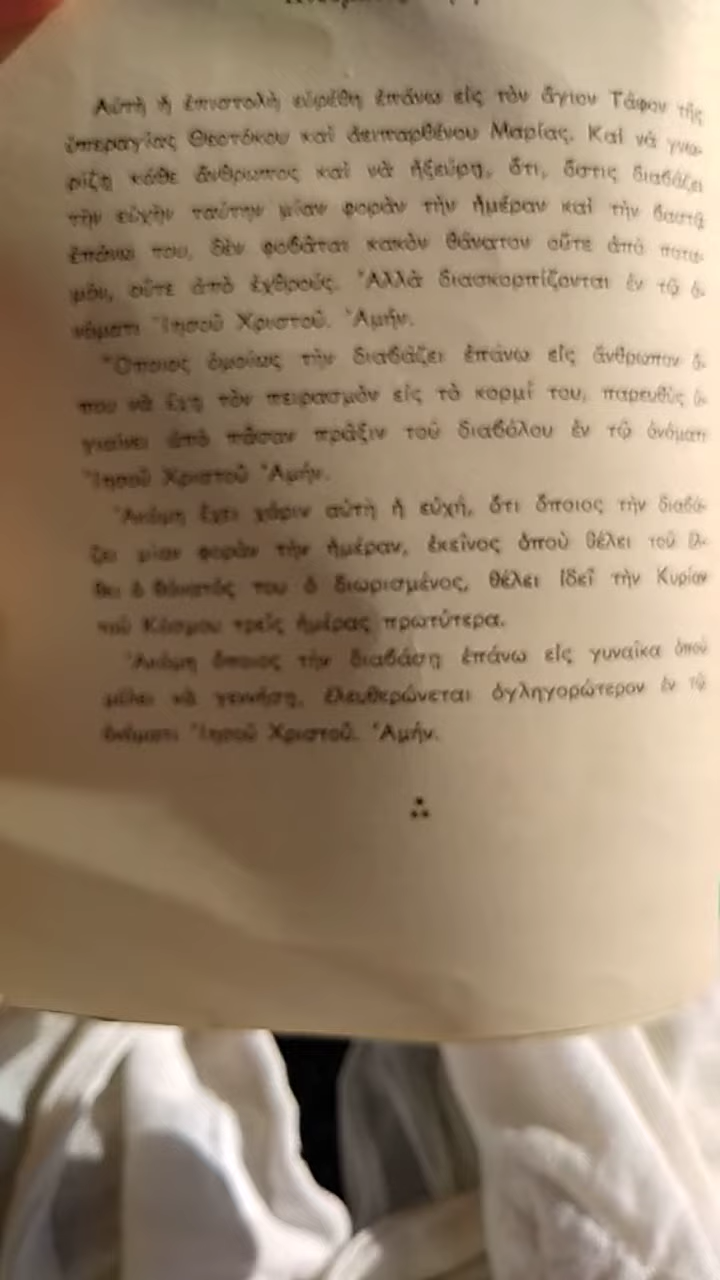 Αὐτὴ ἡ ἐπιστολὴ εὑρέθη ἐπάνω εἰς τὸν ἅγιον Τάφον τῆς
ὑπεραγίας Θεοτόκου καὶ ἀειπαρθένου Μαρίας. Καὶ νὰ γνω-
ρίζῃ κάθε ἄνθρωπος καὶ νὰ ἠξεύρῃ, ὅτι, ὅστις διαβάζει
τὴν εὐχὴν ταύτην μίαν φορὰν τὴν ἡμέραν καὶ τὴν βαστᾷ
ἐπάνω του, δὲν φοβᾶται κακὸν θάνατον οὔτε ἀπὸ ποτα-
μόν, οὔτε ἀπὸ ἐχθρούς. Ἀλλὰ διασκορπίζονται ἐν τῷ ὀ-
νόματι Ἰησοῦ Χριστοῦ. Ἀμήν.
Ὅποιος ὁμοίως τὴν διαβάζει ἐπάνω εἰς ἄνθρωπον ὁ-
που νὰ ἔχῃ τὸν πειρασμὸν εἰς τὸ κορμί του, παρευθὺς ὑ-
γιαίνει ἀπὸ πᾶσαν πρᾶξιν τοῦ διαβόλου ἐν τῷ ὀνόματι
Ἰησοῦ Χριστοῦ Ἀμήν.
Ἀκόμη ἔχει χάριν αὐτὴ ἡ εὐχή, ὅτι ὅποιος τὴν διαβά-
ζει μίαν φορὰν τὴν ἡμέραν, ἐκεῖνος ὁποὺ θέλει τοῦ ἔλ-
θει ὁ θάνατός του ὁ διωρισμένος, θέλει ἰδεῖ τὴν Κυρίαν
τοῦ Κόσμου τρεῖς ἡμέρας πρωτύτερα.
Ἀκόμη ὅποιος τὴν διαβάσῃ ἐπάνω εἰς γυναῖκα ὁποὺ
μέλλει νὰ γεννήσῃ, ἐλευθερώνεται ὀγληγορώτερον ἐν τῷ
ὀνόματι Ἰησοῦ Χριστοῦ. Ἀμήν.